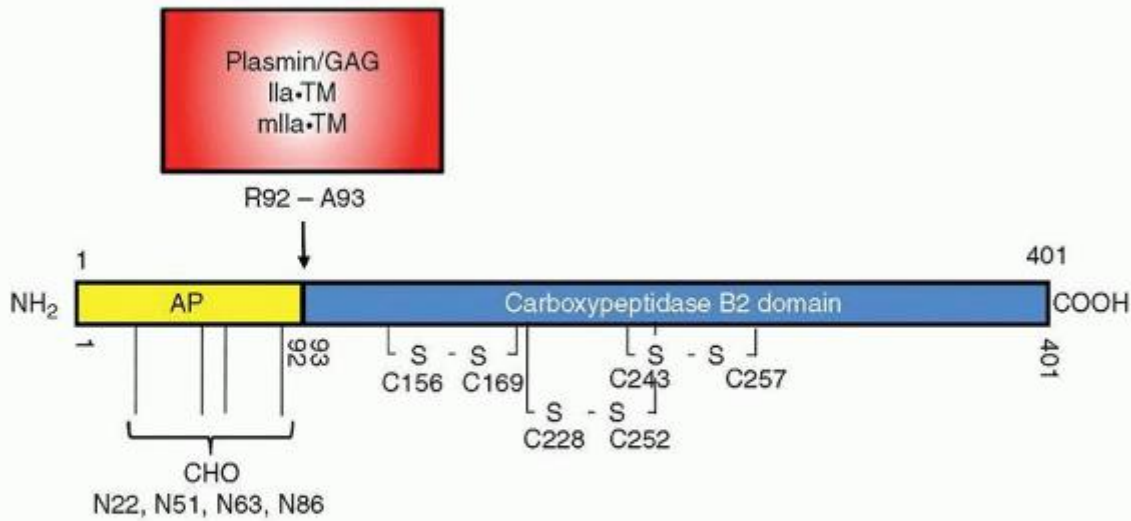 Plasmin/GAG
IIa•TM
mIIa•TM
R92 – A93
1
401
NH₂
AP
Carboxypeptidase B2 domain
COOH
1
92
93
401
S - S
S - S
C156
C169
C243
C257
S - S
C228
C252
CHO
N22, N51, N63, N86